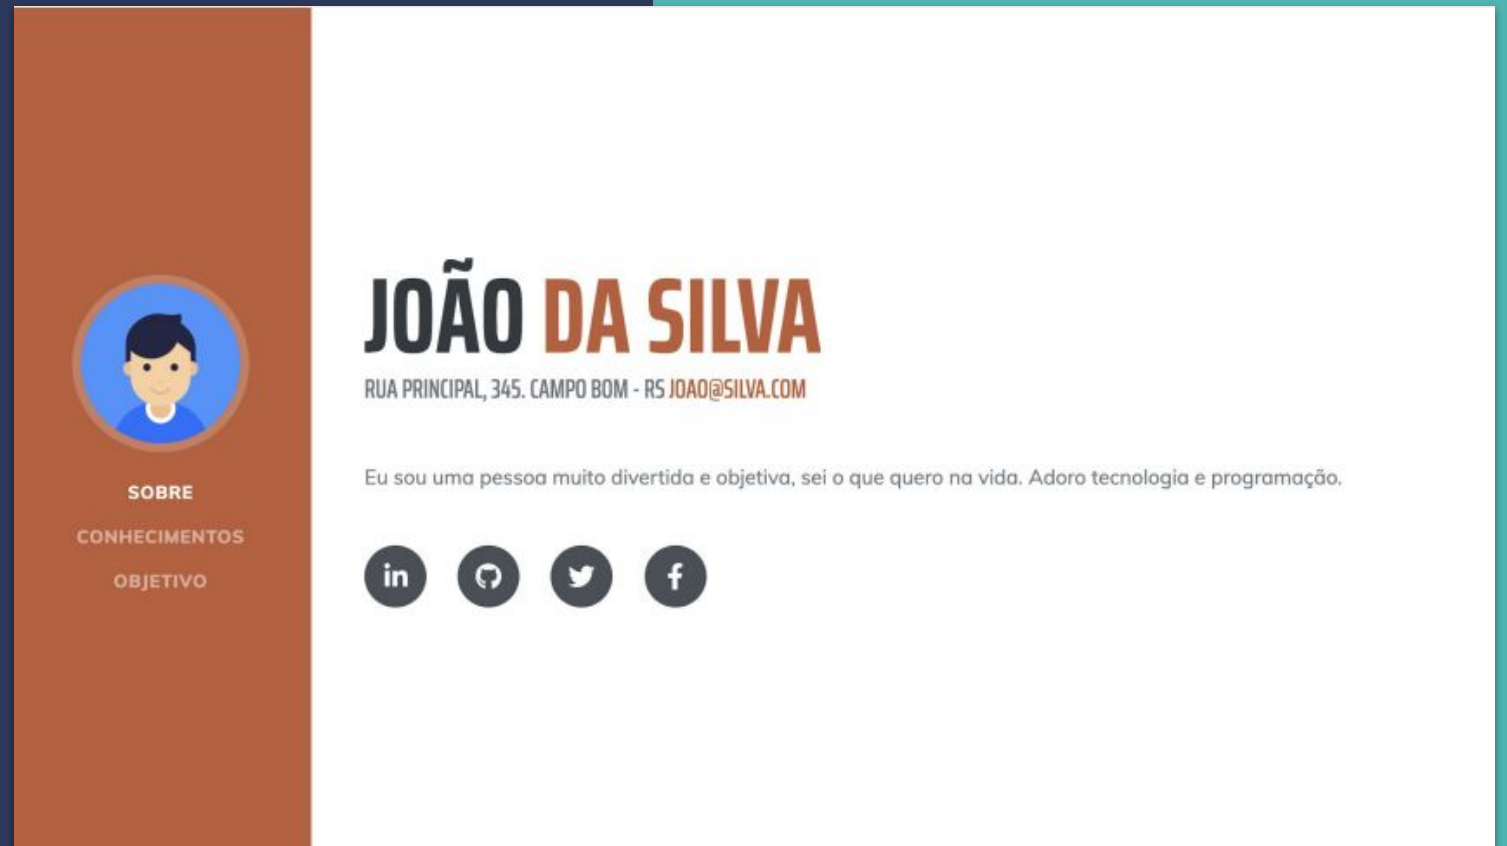 SOBRE
CONHECIMENTOS
OBJETIVO
JOÃO DA SILVA
RUA PRINCIPAL, 345. CAMPO BOM - RS JOAO@SILVA.COM
Eu sou uma pessoa muito divertida e objetiva, sei o que quero na vida. Adoro tecnologia e programação.
in
f